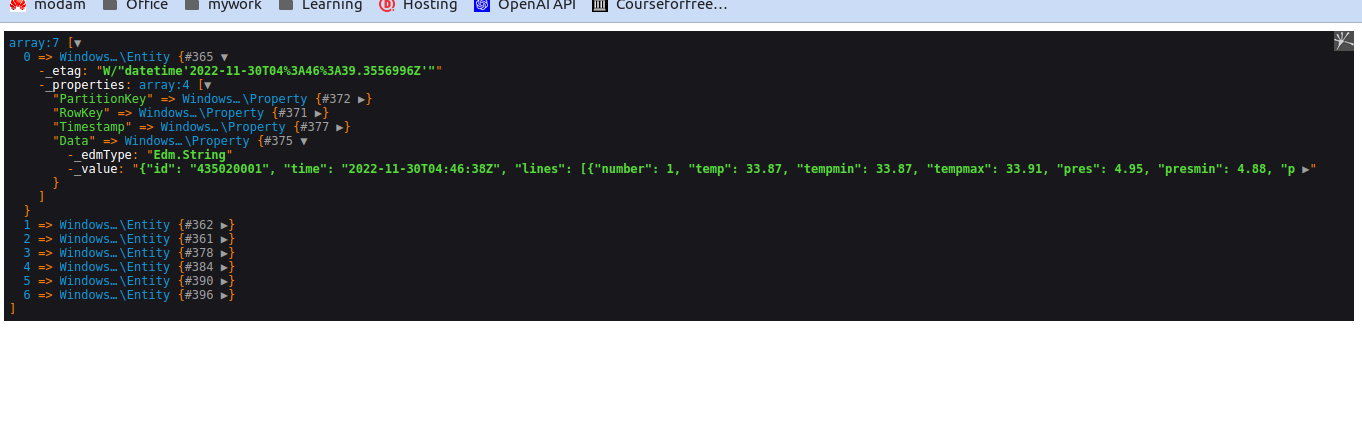 modam Office mywork Learning Hosting OpenAI API Courseforfree…
array:7 [▼
0 => Windows…\Entity {#365 ▼
-_etag: "W/"datetime'2022-11-30T04%3A46%3A39.3556996Z'""
-_properties: array:4 [▼
"PartitionKey" => Windows…\Property {#372 ▶}
"RowKey" => Windows…\Property {#371 ▶}
"Timestamp" => Windows…\Property {#377 ▶}
"Data" => Windows…\Property {#375 ▼
-_edmType: "Edm.String"
-_value: "{"id": "435020001", "time": "2022-11-30T04:46:38Z", "lines": [{"number": 1, "temp": 33.87, "tempmin": 33.87, "tempmax": 33.91, "pres": 4.95, "presmin": 4.88, "p ▶"
}
]
}
1 => Windows…\Entity {#362 ▶}
2 => Windows…\Entity {#361 ▶}
3 => Windows…\Entity {#378 ▶}
4 => Windows…\Entity {#384 ▶}
5 => Windows…\Entity {#390 ▶}
6 => Windows…\Entity {#396 ▶}
]